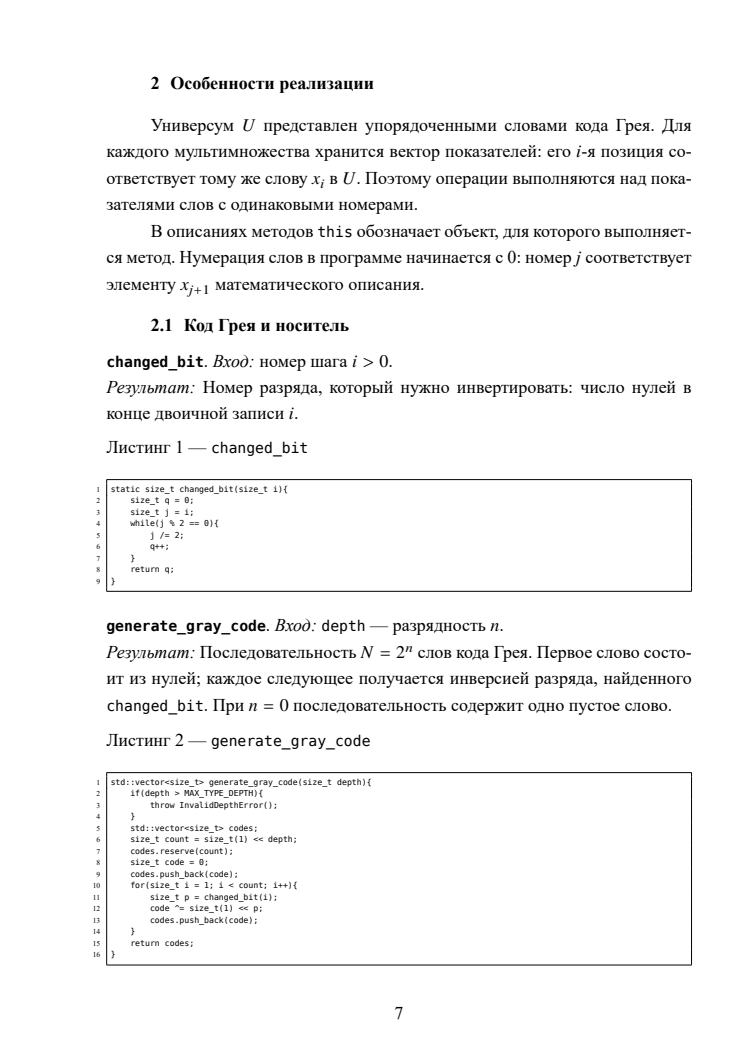 2 Особенности реализации
Универсум U представлен упорядоченными словами кода Грея. Для
каждого мультимножества хранится вектор показателей: его i-я позиция со-
ответствует тому же слову xᵢ в U. Поэтому операции выполняются над пока-
зателями слов с одинаковыми номерами.
В описаниях методов this обозначает объект, для которого выполняет-
ся метод. Нумерация слов в программе начинается с 0: номер j соответствует
элементу xⱼ₊₁ математического описания.
2.1 Код Грея и носитель
changed_bit. Вход: номер шага i > 0.
Результат: Номер разряда, который нужно инвертировать: число нулей в
конце двоичной записи i.
Листинг 1 — changed_bit
1 static size_t changed_bit(size_t i){
2     size_t q = 0;
3     size_t j = i;
4     while(j % 2 == 0){
5         j /= 2;
6         q++;
7     }
8     return q;
9 }
generate_gray_code. Вход: depth — разрядность n.
Результат: Последовательность N = 2ⁿ слов кода Грея. Первое слово состо-
ит из нулей; каждое следующее получается инверсией разряда, найденного
changed_bit. При n = 0 последовательность содержит одно пустое слово.
Листинг 2 — generate_gray_code
1 std::vector<size_t> generate_gray_code(size_t depth){
2     if(depth > MAX_TYPE_DEPTH){
3         throw InvalidDepthError();
4     }
5     std::vector<size_t> codes;
6     size_t count = size_t(1) << depth;
7     codes.reserve(count);
8     size_t code = 0;
9     codes.push_back(code);
10     for(size_t i = 1; i < count; i++){
11         size_t p = changed_bit(i);
12         code ^= size_t(1) << p;
13         codes.push_back(code);
14     }
15     return codes;
16 }
7